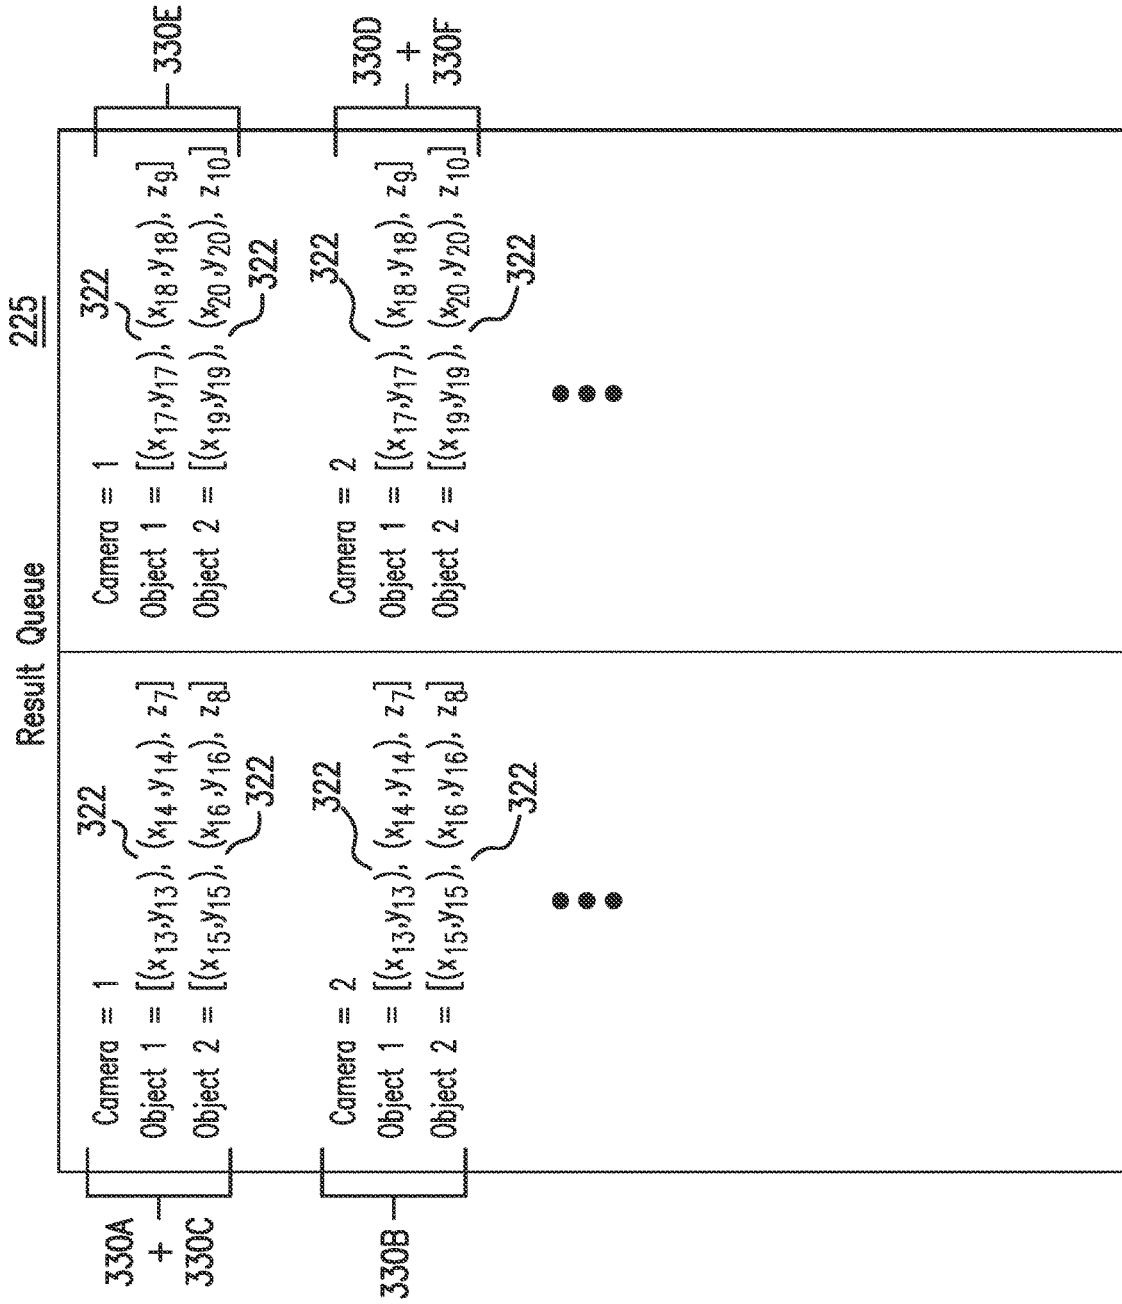 Result Queue
225
330A
+
330C
Camera = 1
Object 1 = [(x13,y13), (x14,y14), z7]
Object 2 = [(x15,y15), (x16,y16), z8]
322
322
330B
Camera = 2
Object 1 = [(x13,y13), (x14,y14), z7]
Object 2 = [(x15,y15), (x16,y16), z8]
322
322
Camera = 1
Object 1 = [(x17,y17), (x18,y18), z9]
Object 2 = [(x19,y19), (x20,y20), z10]
322
322
330E
Camera = 2
Object 1 = [(x17,y17), (x18,y18), z9]
Object 2 = [(x19,y19), (x20,y20), z10]
322
322
330D
+
330F